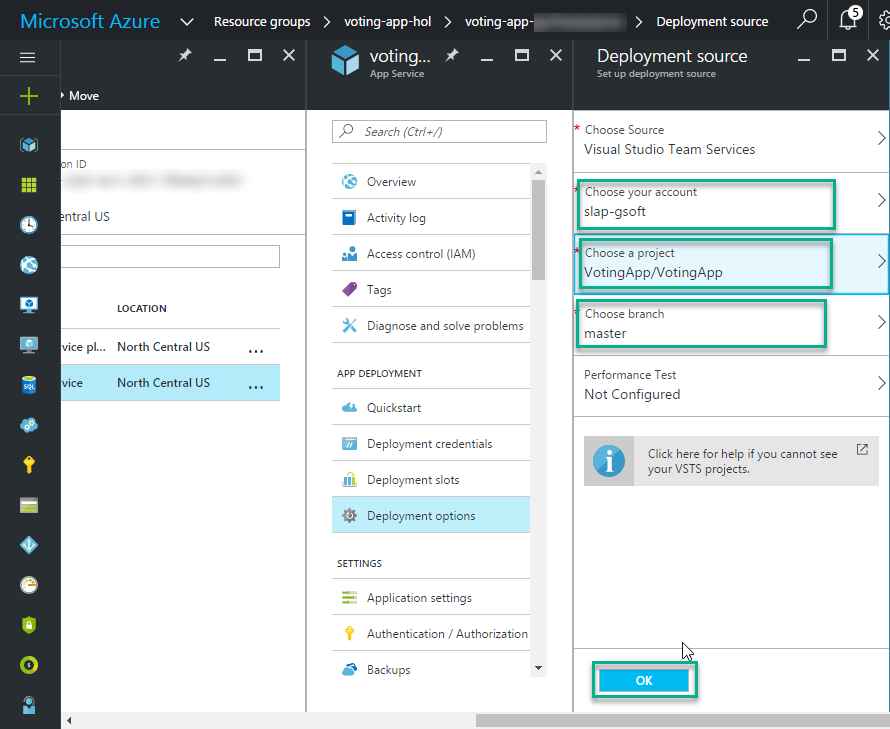 Microsoft Azure
Resource groups
voting-app-hol
voting-app-
Deployment source
5
Move
on ID
entral US
LOCATION
vice pl... North Central US ...
vice North Central US ...
voting...
App Service
Search (Ctrl+/)
Overview
Activity log
Access control (IAM)
Tags
Diagnose and solve problems
APP DEPLOYMENT
Quickstart
Deployment credentials
Deployment slots
Deployment options
SETTINGS
Application settings
Authentication / Authorization
Backups
Deployment source
Set up deployment source
* Choose Source
Visual Studio Team Services
* Choose your account
slap-gsoft
* Choose a project
VotingApp/VotingApp
* Choose branch
master
Performance Test
Not Configured
Click here for help if you cannot see
your VSTS projects.
OK